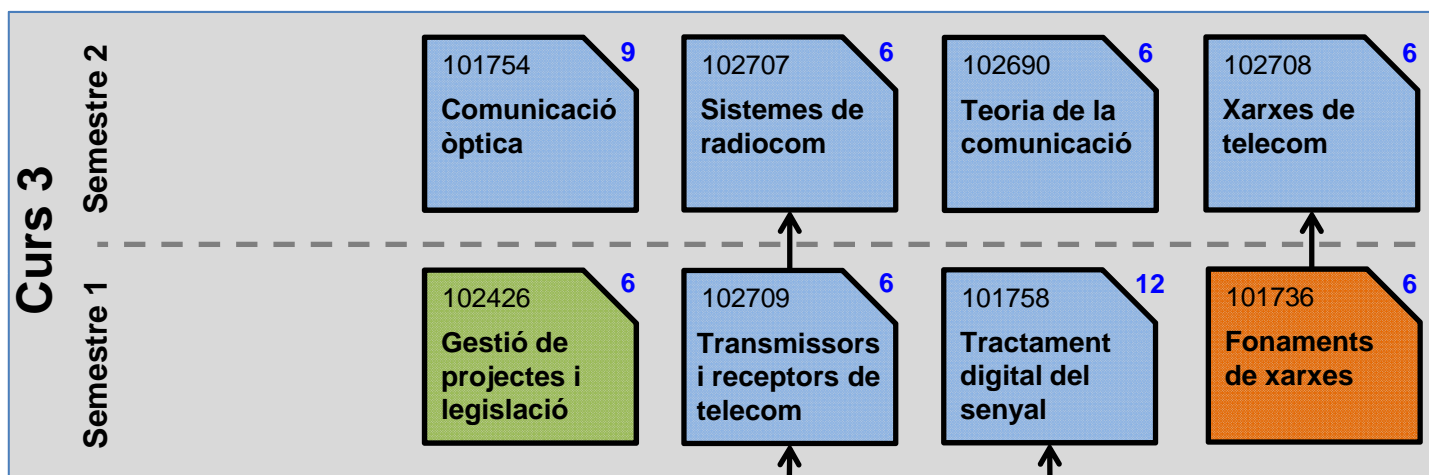 Curs 3
Semestre 2
101754
9
Comunicació
òptica
102707
6
Sistemes de
radiocom
102690
6
Teoria de la
comunicació
102708
6
Xarxes de
telecom
Semestre 1
102426
6
Gestió de
projectes i
legislació
102709
6
Transmissors
i receptors de
telecom
101758
12
Tractament
digital del
senyal
101736
6
Fonaments
de xarxes